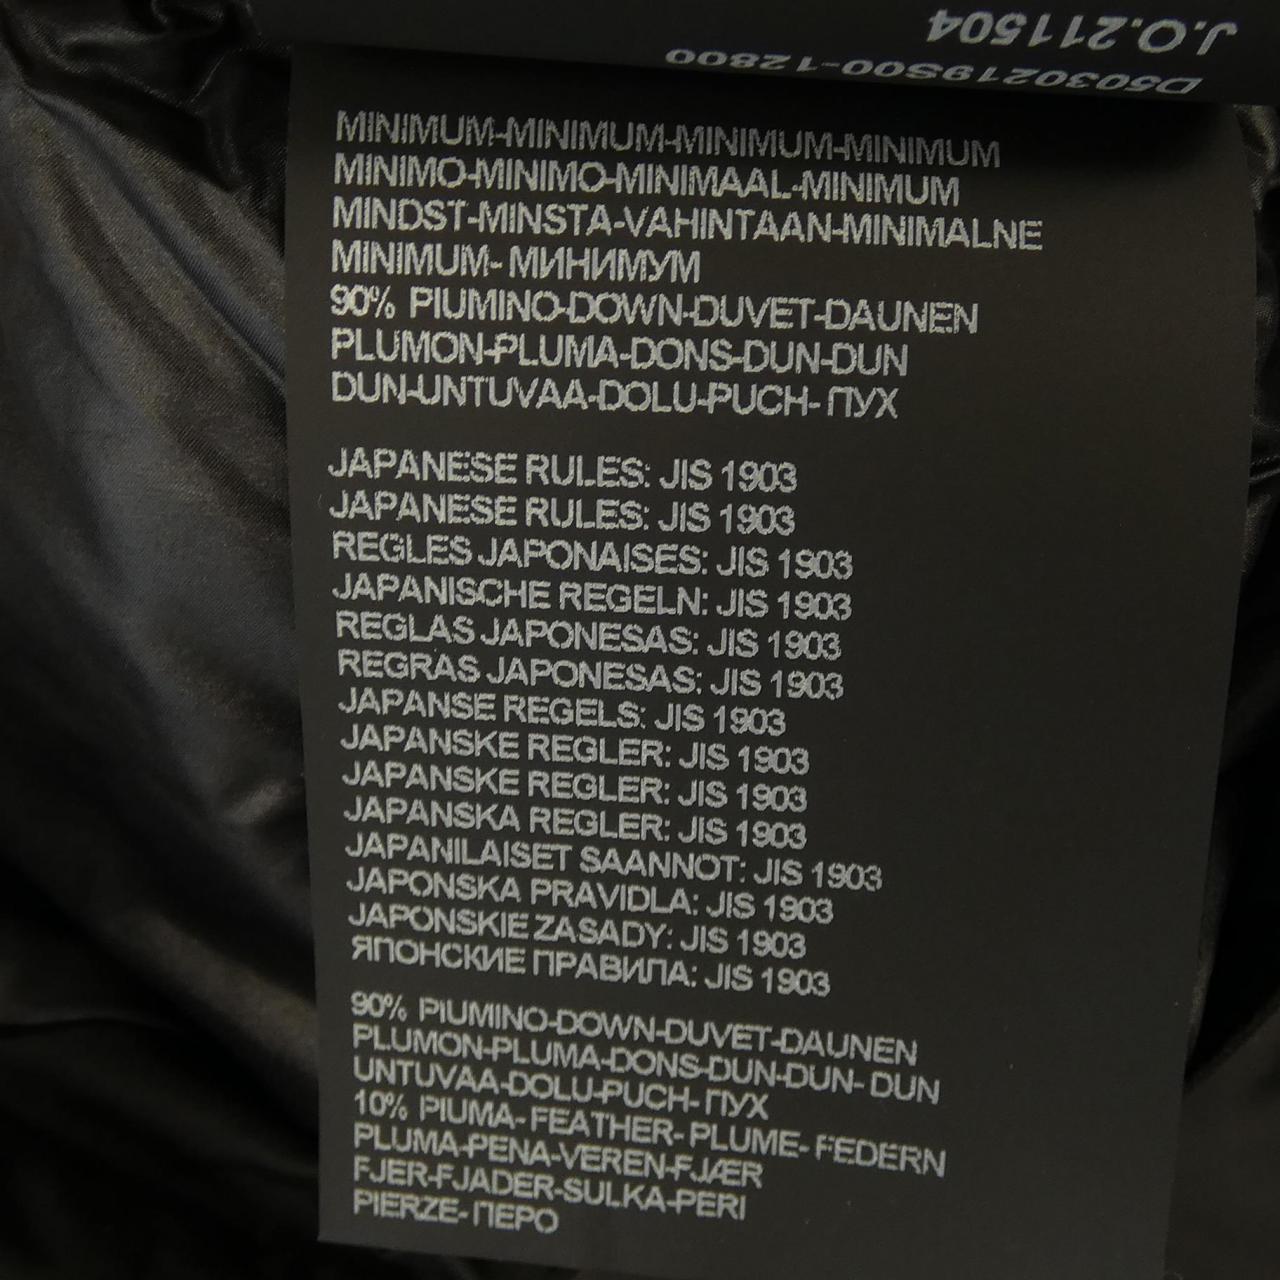 J.O.211504
D5030219S00-12800
MINIMUM-MINIMUM-MINIMUM-MINIMUM
MINIMO-MINIMO-MINIMAAL-MINIMUM
MINDST-MINSTA-VAHINTAAN-MINIMALNE
MINIMUM- МИНИМУМ
90% PIUMINO-DOWN-DUVET-DAUNEN
PLUMON-PLUMA-DONS-DUN-DUN
DUN-UNTUVAA-DOLU-PUCH- ПУХ
JAPANESE RULES: JIS 1903
JAPANESE RULES: JIS 1903
REGLES JAPONAISES: JIS 1903
JAPANISCHE REGELN: JIS 1903
REGLAS JAPONESAS: JIS 1903
REGRAS JAPONESAS: JIS 1903
JAPANSE REGELS: JIS 1903
JAPANSKE REGLER: JIS 1903
JAPANSKE REGLER: JIS 1903
JAPANSKA REGLER: JIS 1903
JAPANILAISET SAANNOT: JIS 1903
JAPONSKA PRAVIDLA: JIS 1903
JAPONSKIE ZASADY: JIS 1903
ЯПОНСКИЕ ПРАВИЛА: JIS 1903
90% PIUMINO-DOWN-DUVET-DAUNEN
PLUMON-PLUMA-DONS-DUN-DUN- DUN
UNTUVAA-DOLU-PUCH- ПУХ
10% PIUMA- FEATHER- PLUME- FEDERN
PLUMA-PENA-VEREN-FJÆR
FJER-FJADER-SULKA-PERI
PIERZE- ПЕРО